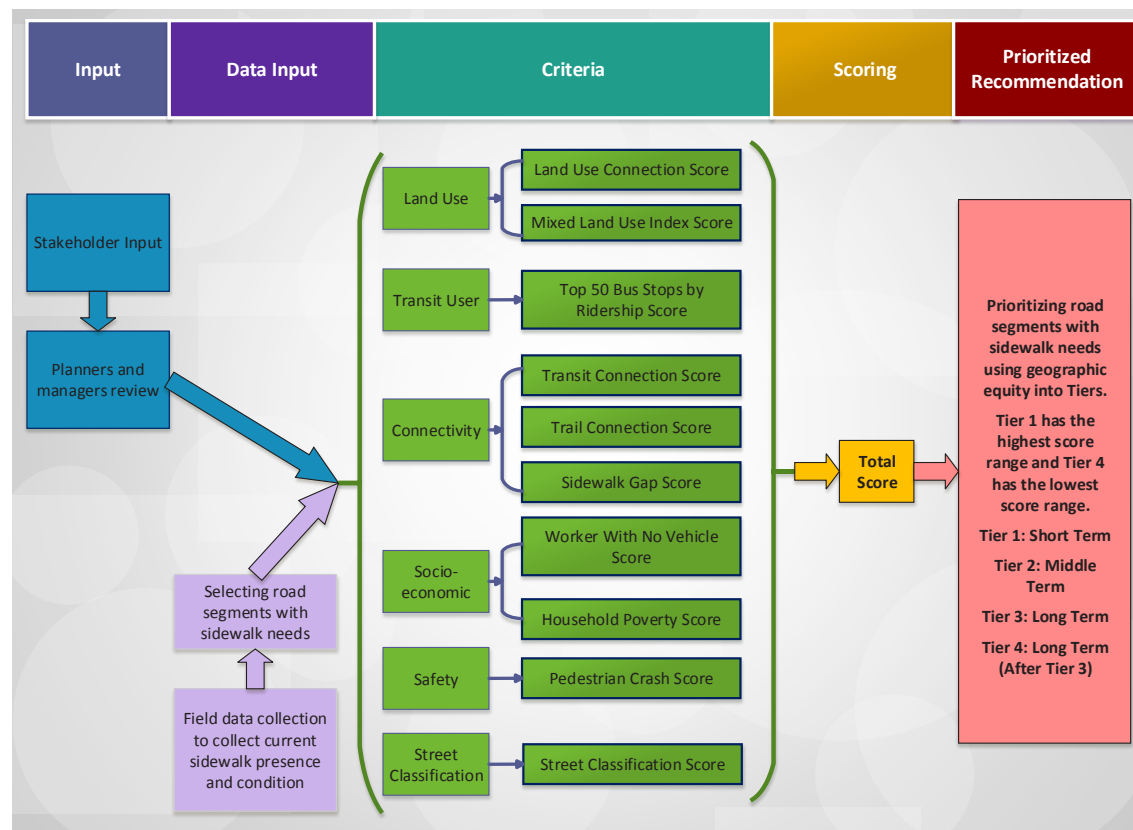 Input
Data Input
Criteria
Scoring
Prioritized
Recommendation
Stakeholder Input
Planners and
managers review
Selecting road
segments with
sidewalk needs
Field data collection
to collect current
sidewalk presence
and condition
Land Use
Land Use Connection Score
Mixed Land Use Index Score
Transit User
Top 50 Bus Stops by
Ridership Score
Connectivity
Transit Connection Score
Trail Connection Score
Sidewalk Gap Score
Socio-
economic
Worker With No Vehicle
Score
Household Poverty Score
Safety
Pedestrian Crash Score
Street
Classification
Street Classification Score
Total
Score
Prioritizing road
segments with
sidewalk needs
using geographic
equity into Tiers.
Tier 1 has the
highest score
range and Tier 4
has the lowest
score range.
Tier 1: Short Term
Tier 2: Middle
Term
Tier 3: Long Term
Tier 4: Long Term
(After Tier 3)